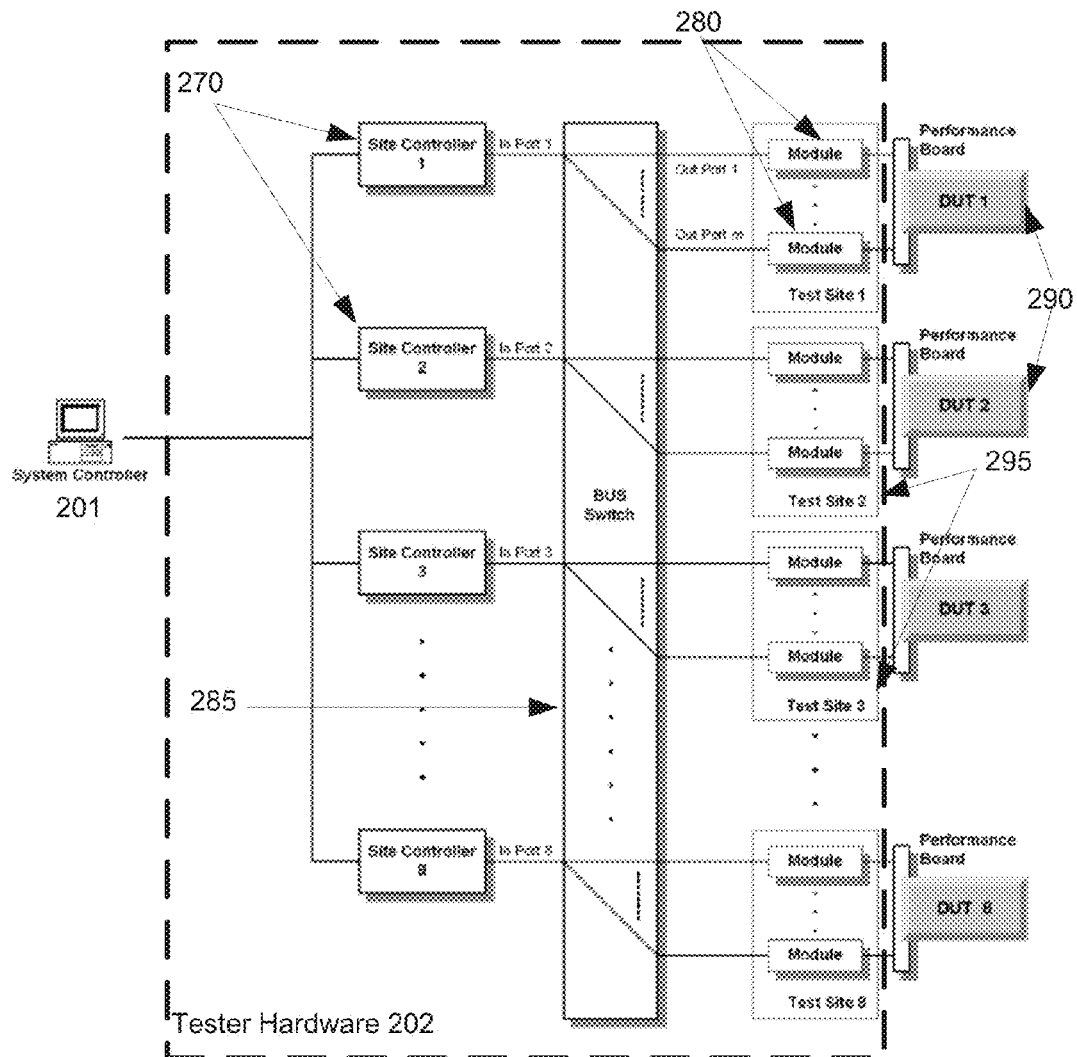 280
270
Performance
Board
Site Controller
1
In Port 1
Module
Out Port 1
DUT 1
Out Port m
Module
Test Site 1
290
Performance
Board
Site Controller
2
In Port 2
Module
DUT 2
System Controller
201
Module
295
BUS
Switch
Test Site 2
Performance
Board
Site Controller
3
In Port 3
Module
DUT 3
Module
285
Test Site 3
Performance
Board
Site Controller
8
In Port 8
Module
DUT 8
Module
Test Site 8
Tester Hardware 202